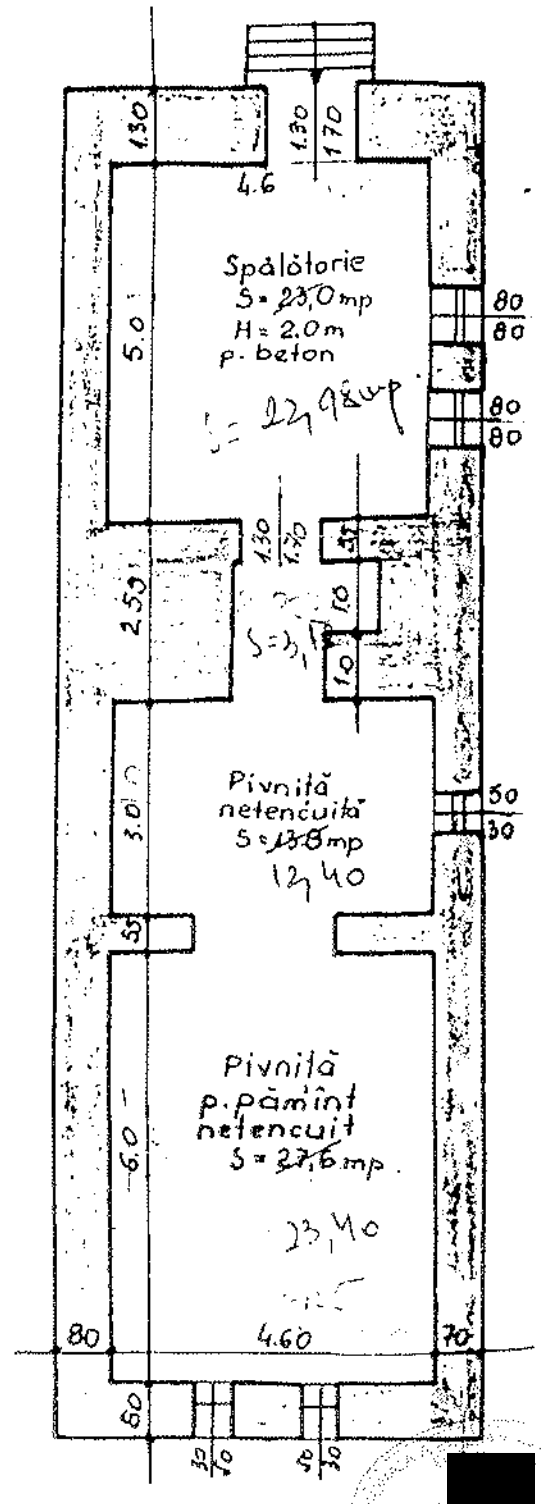 1.30
1.30
1.70
4.6
Spălătorie
S = 23,0 mp
H = 2.0 m
p. beton
S = 22,98 mp
5.0
80
80
80
80
1.30
1.70
55
2.50
1.0
S=3,
1.0
Pivniță
netencuită
S = 13.8 mp
12,40
3.0
50
30
55
Pivniță
p. pămînt
netencuit
S = 27,6 mp
23,40
6.0
80
4.60
70